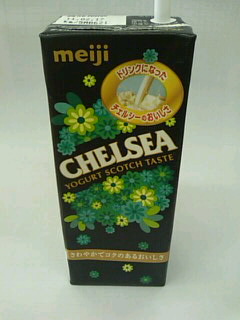 meiji
ドリンクになった
チェルシーのおいしさ
CHELSEA
YOGURT SCOTCH TASTE
さわやかでコクのあるおいしさ